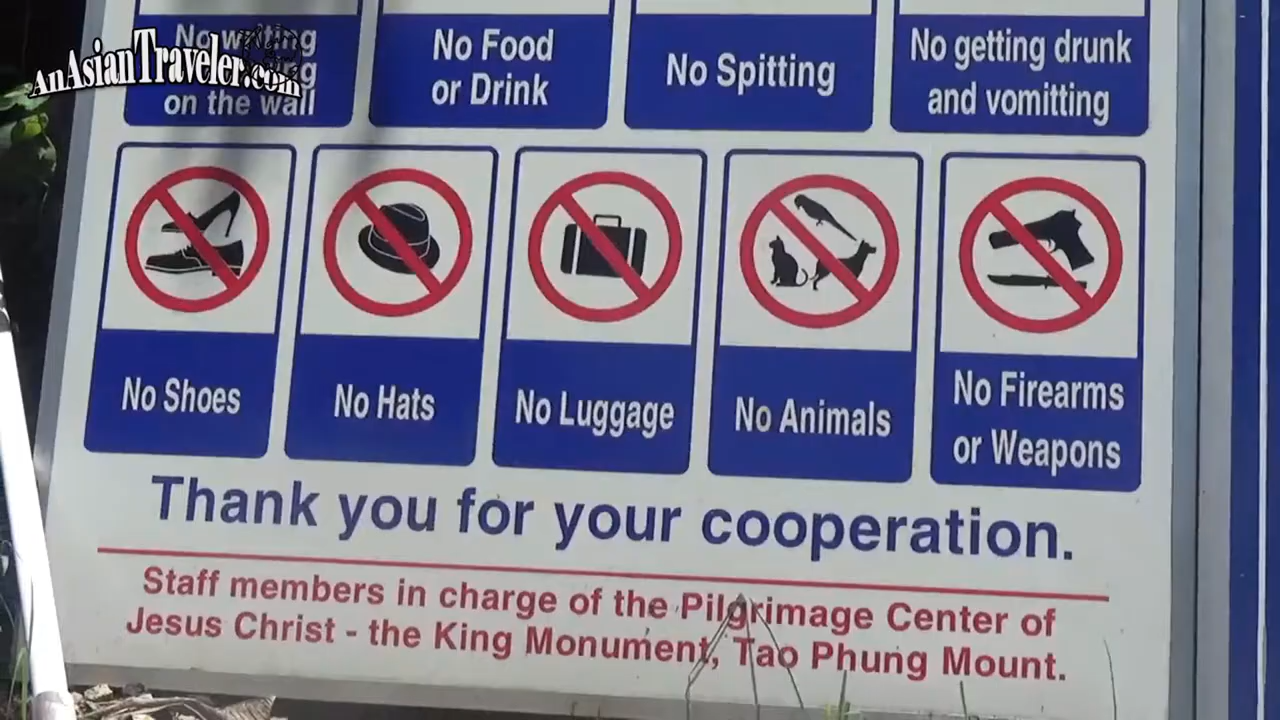 AnAsianTraveler.com
No writing
on the wall
No Food
or Drink
No Spitting
No getting drunk
and vomitting
No Shoes
No Hats
No Luggage
No Animals
No Firearms
or Weapons
Thank you for your cooperation.
Staff members in charge of the Pilgrimage Center of
Jesus Christ - the King Monument, Tao Phung Mount.